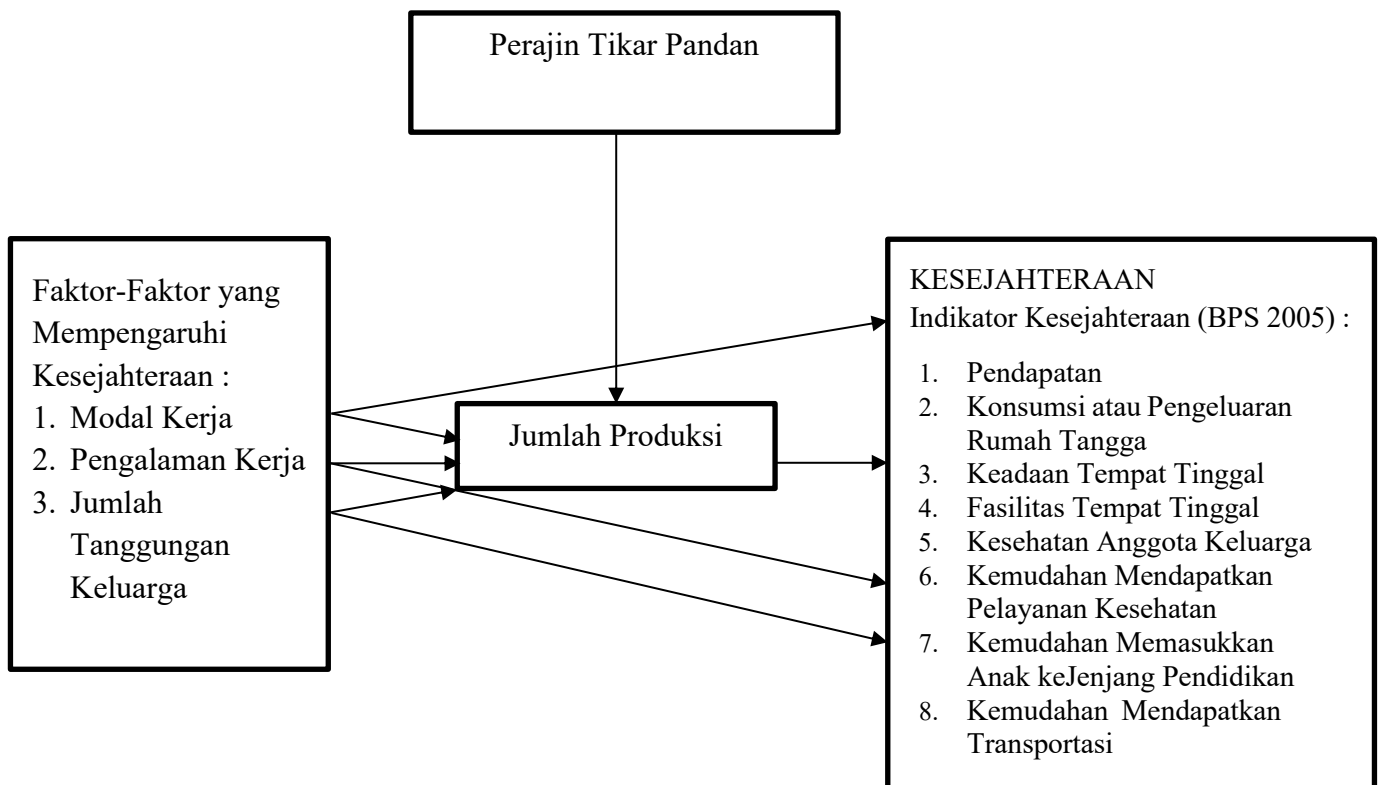 Perajin Tikar Pandan
Faktor-Faktor yang
Mempengaruhi
Kesejahteraan :
1. Modal Kerja
2. Pengalaman Kerja
3. Jumlah
Tanggungan
Keluarga
Jumlah Produksi
KESEJAHTERAAN
Indikator Kesejahteraan (BPS 2005) :
1. Pendapatan
2. Konsumsi atau Pengeluaran
Rumah Tangga
3. Keadaan Tempat Tinggal
4. Fasilitas Tempat Tinggal
5. Kesehatan Anggota Keluarga
6. Kemudahan Mendapatkan
Pelayanan Kesehatan
7. Kemudahan Memasukkan
Anak keJenjang Pendidikan
8. Kemudahan Mendapatkan
Transportasi